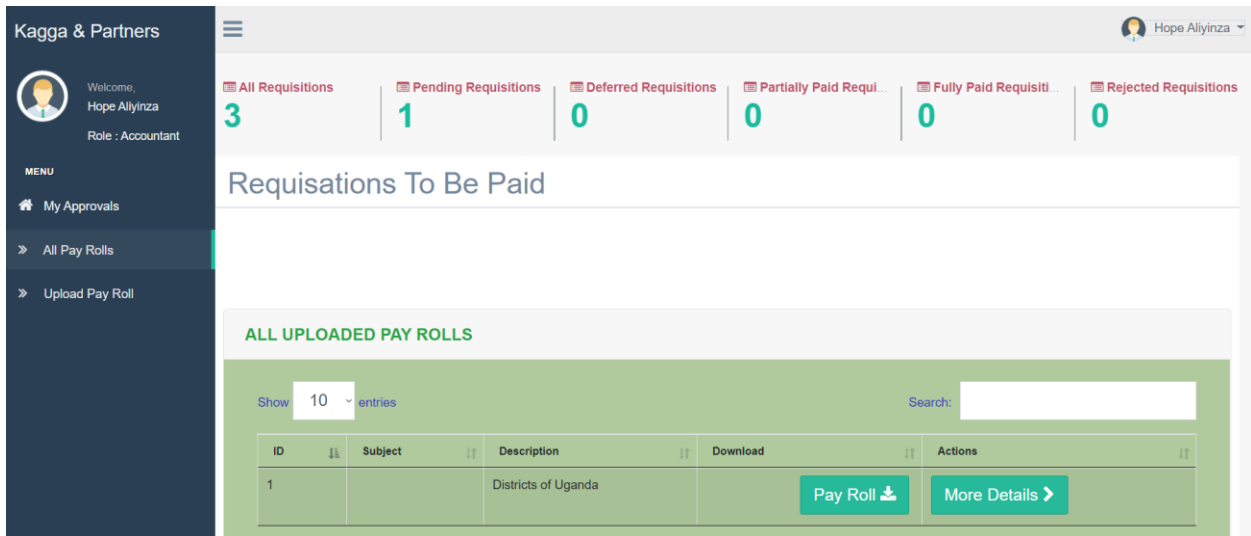 Kagga & Partners
Hope Aliyinza
Welcome,
Hope Aliyinza
Role : Accountant
MENU
My Approvals
All Pay Rolls
Upload Pay Roll
All Requisitions
3
Pending Requisitions
1
Deferred Requisitions
0
Partially Paid Requi...
0
Fully Paid Requisiti...
0
Rejected Requisitions
0
Requisations To Be Paid
ALL UPLOADED PAY ROLLS
Show 10 entries
Search:
ID Subject Description Download Actions
1 Districts of Uganda Pay Roll More Details